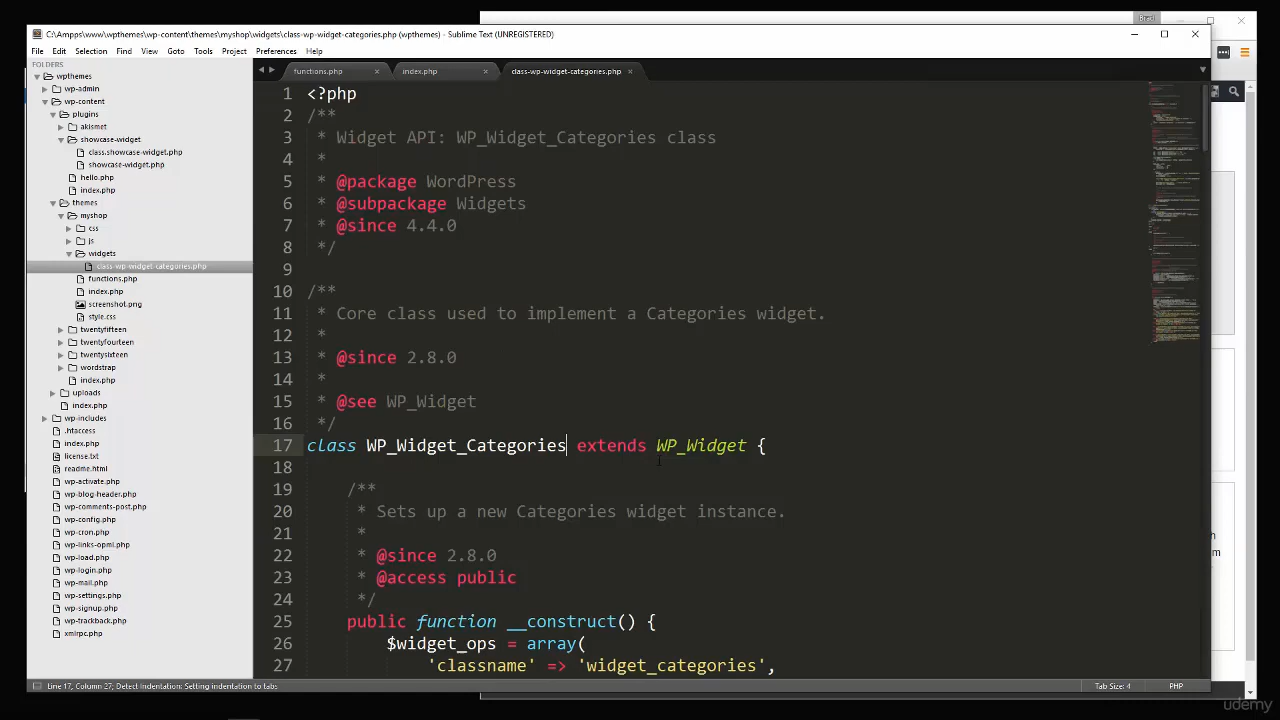 Brad
C:\Ampps\www\wpthemes\wp-content\themes\myshop\widgets\class-wp-widget-categories.php (wpthemes) - Sublime Text (UNREGISTERED)
File Edit Selection Find View Goto Tools Project Preferences Help
FOLDERS
wpthemes
wp-admin
wp-content
plugins
akismet
showcase-widget
class.showcase-widget.php
showcase-widget.php
hello.php
index.php
themes
myshop
css
js
widgets
class-wp-widget-categories.php
functions.php
index.php
screenshot.png
style.css
twentyfifteen
twentyfourteen
twentysixteen
wordstrap
index.php
uploads
index.php
wp-includes
.htaccess
index.php
license.txt
readme.html
wp-activate.php
wp-blog-header.php
wp-comments-post.php
wp-config.php
wp-cron.php
wp-links-opml.php
wp-load.php
wp-login.php
wp-mail.php
wp-settings.php
wp-signup.php
wp-trackback.php
xmlrpc.php
functions.php × index.php × class-wp-widget-categories.php ×
1 <?php
2 /**
3 * Widget API: WP_Widget_Categories class
4 *
5 * @package WordPress
6 * @subpackage Widgets
7 * @since 4.4.0
8 */
9
10 /**
11 * Core class used to implement a Categories widget.
12 *
13 * @since 2.8.0
14 *
15 * @see WP_Widget
16 */
17 class WP_Widget_Categories extends WP_Widget {
18
19 /**
20 * Sets up a new Categories widget instance.
21 *
22 * @since 2.8.0
23 * @access public
24 */
25 public function __construct() {
26 $widget_ops = array(
27 'classname' => 'widget_categories',
Line 17, Column 27; Detect Indentation: Setting indentation to tabs
Tab Size: 4 PHP
udemy